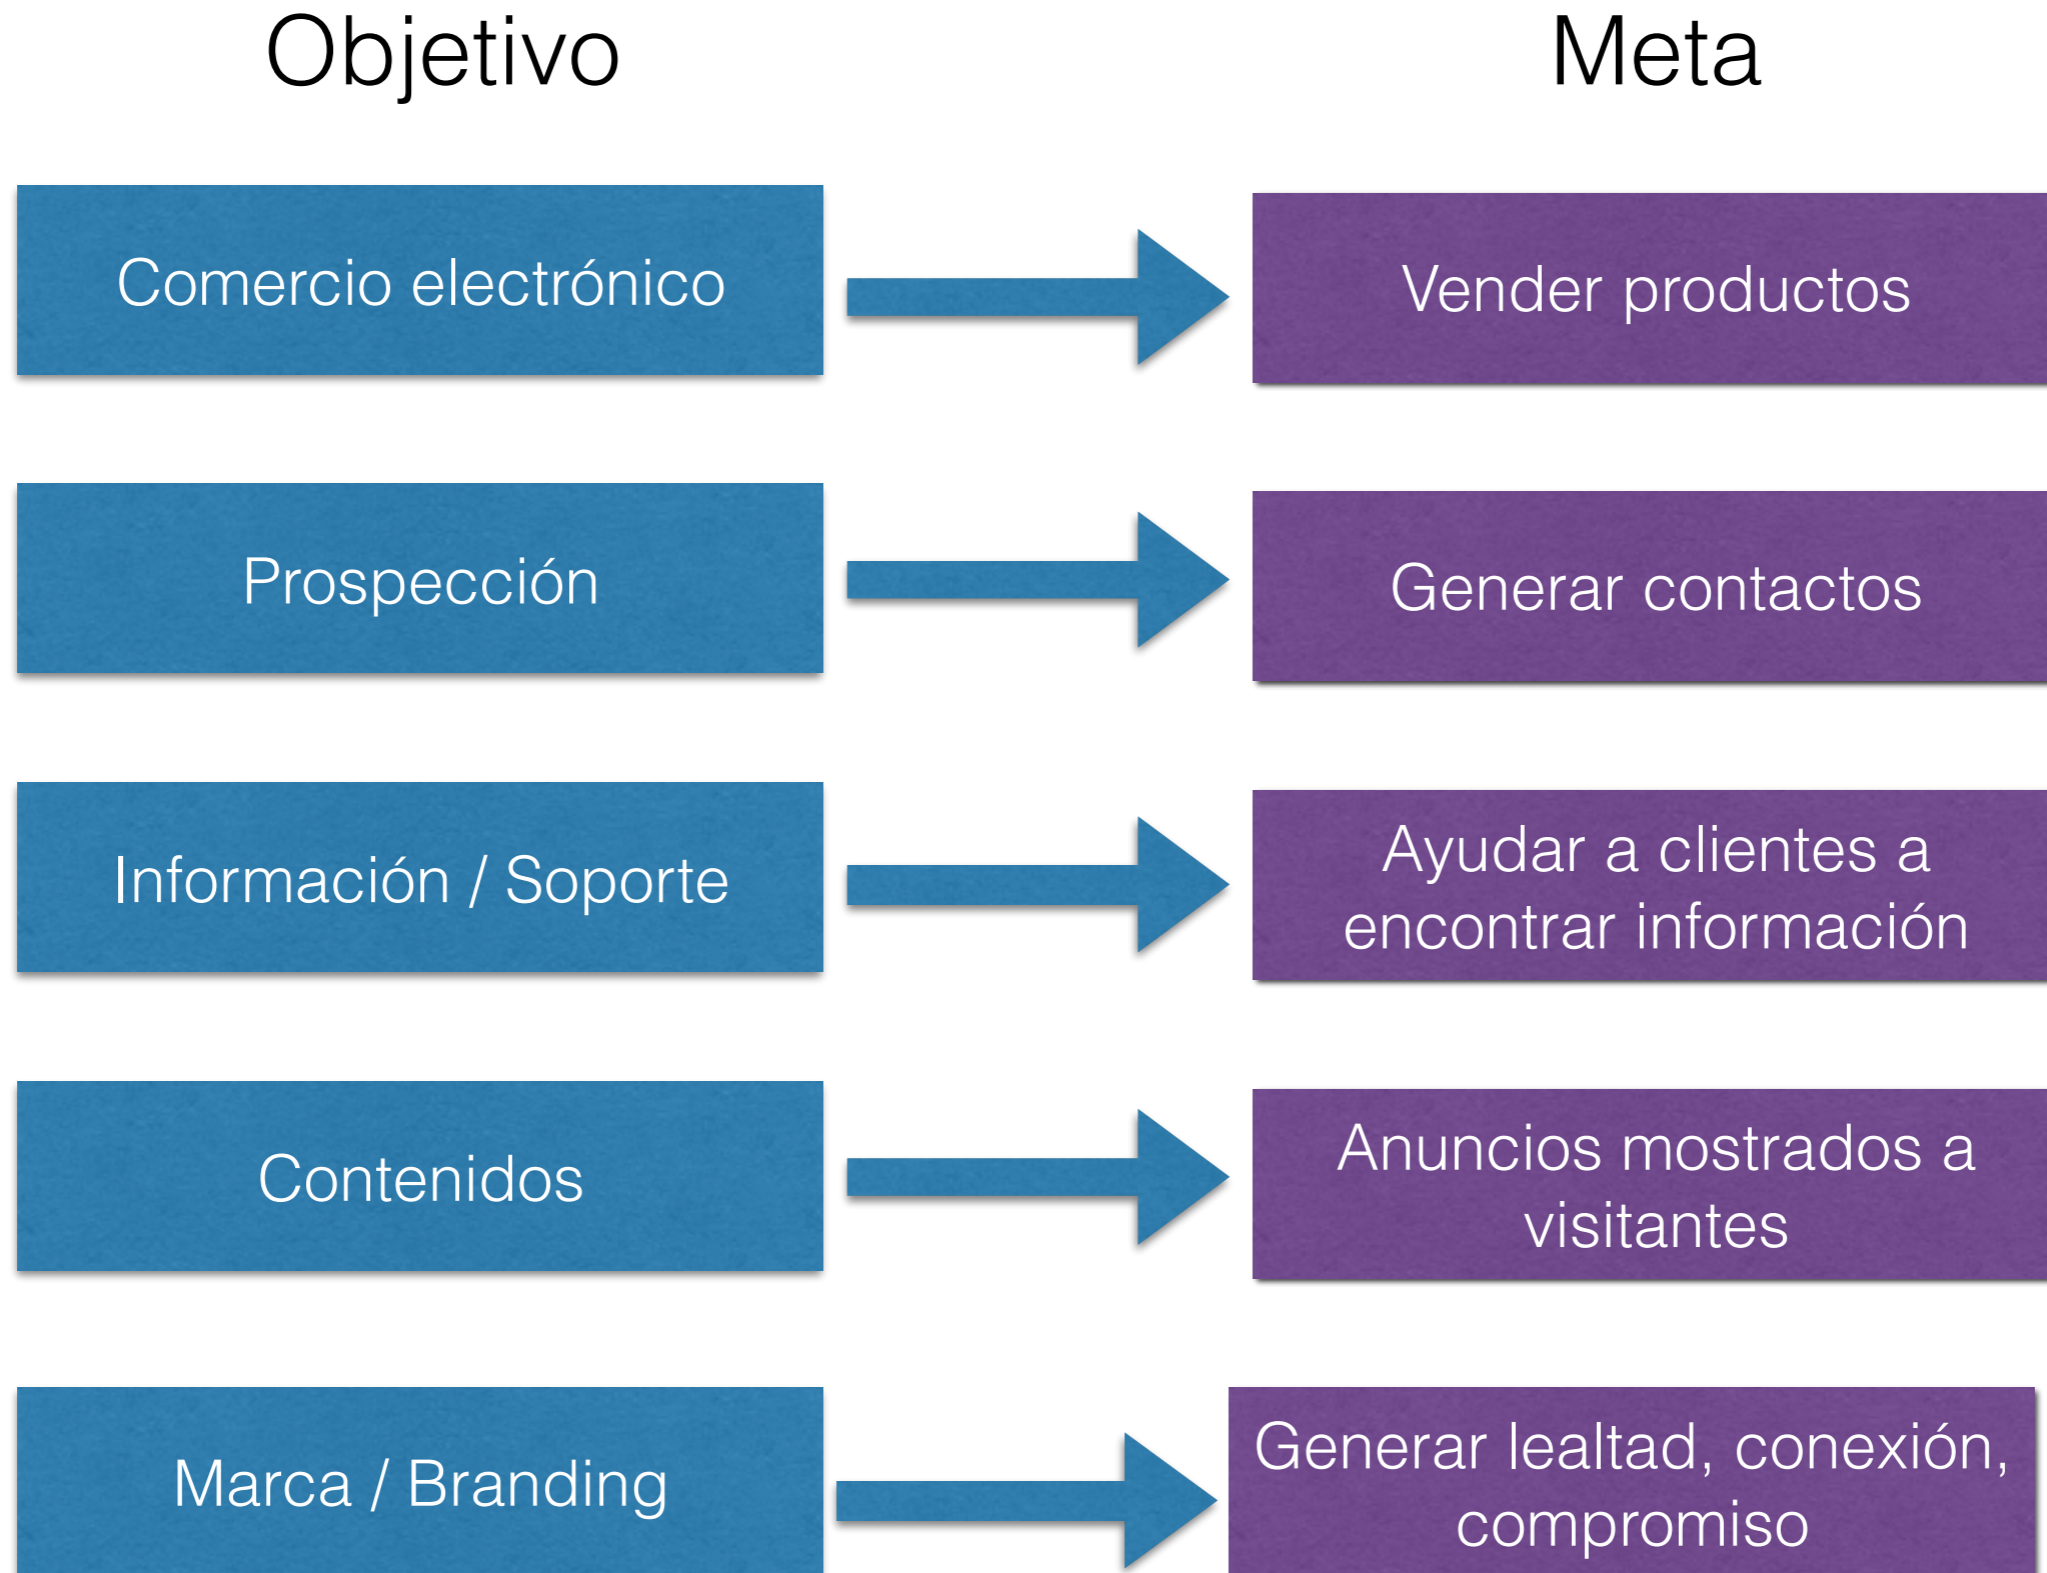 Objetivo
Meta
Comercio electrónico
Vender productos
Prospección
Generar contactos
Información / Soporte
Ayudar a clientes a
encontrar información
Contenidos
Anuncios mostrados a
visitantes
Marca / Branding
Generar lealtad, conexión,
compromiso